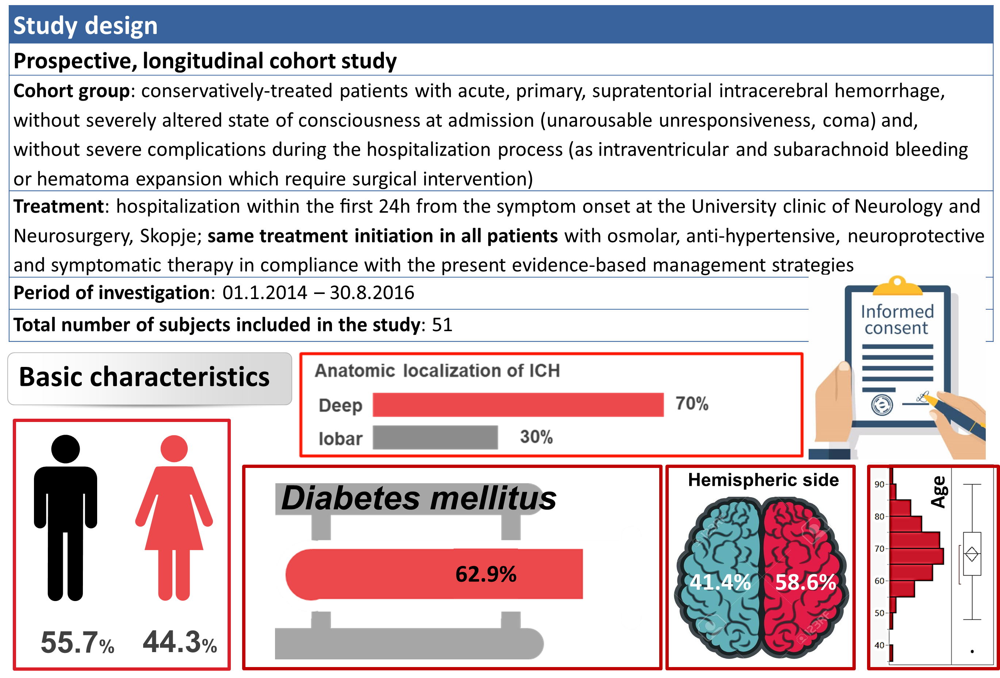 Study design
Prospective, longitudinal cohort study
Cohort group: conservatively-treated patients with acute, primary, supratentorial intracerebral hemorrhage,
without severely altered state of consciousness at admission (unarousable unresponsiveness, coma) and,
without severe complications during the hospitalization process (as intraventricular and subarachnoid bleeding
or hematoma expansion which require surgical intervention)
Treatment: hospitalization within the first 24h from the symptom onset at the University clinic of Neurology and
Neurosurgery, Skopje; same treatment initiation in all patients with osmolar, anti-hypertensive, neuroprotective
and symptomatic therapy in compliance with the present evidence-based management strategies
Period of investigation: 01.1.2014 – 30.8.2016
Total number of subjects included in the study: 51
Informed
consent
Basic characteristics
Anatomic localization of ICH
Deep 70%
lobar 30%
55.7% 44.3%
Diabetes mellitus
62.9%
Hemispheric side
41.4% 58.6%
123RF
123RF
Age
90
80
70
60
50
40